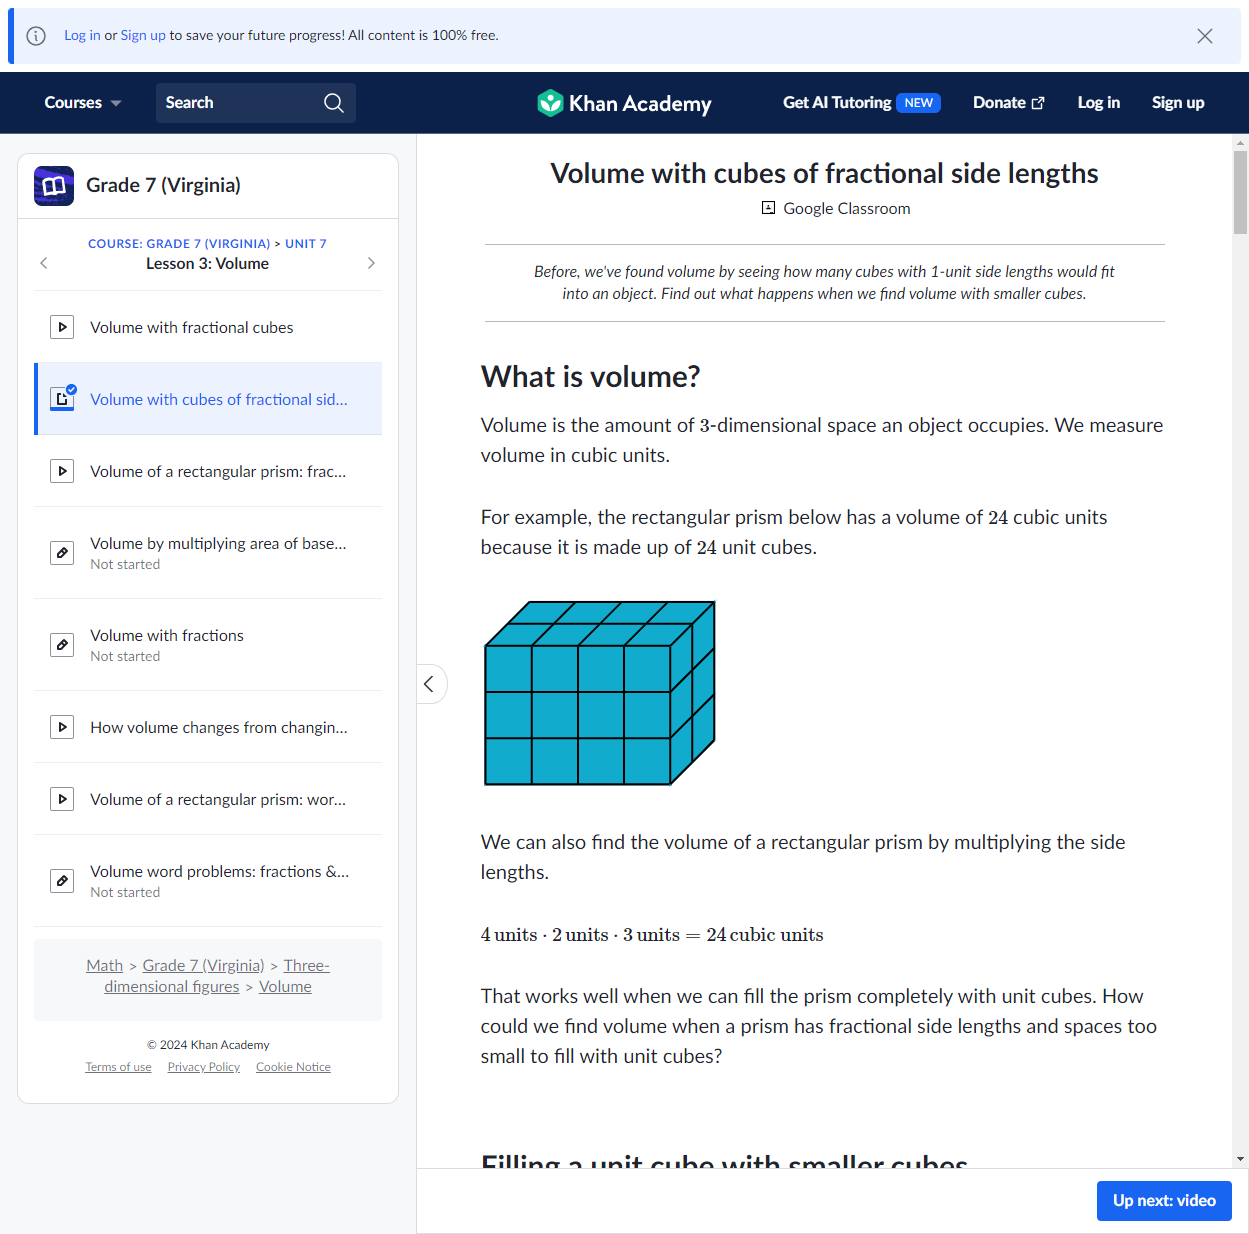 Log in or Sign up to save your future progress! All content is 100% free.
Courses
Search
Khan Academy
Get AI Tutoring NEW
Donate
Log in
Sign up
Grade 7 (Virginia)
COURSE: GRADE 7 (VIRGINIA) > UNIT 7
Lesson 3: Volume
Volume with fractional cubes
Volume with cubes of fractional sid...
Volume of a rectangular prism: frac...
Volume by multiplying area of base...
Not started
Volume with fractions
Not started
How volume changes from changin...
Volume of a rectangular prism: wor...
Volume word problems: fractions &...
Not started
Math > Grade 7 (Virginia) > Three-
dimensional figures > Volume
© 2024 Khan Academy
Terms of use Privacy Policy Cookie Notice
Volume with cubes of fractional side lengths
Google Classroom
Before, we've found volume by seeing how many cubes with 1-unit side lengths would fit
into an object. Find out what happens when we find volume with smaller cubes.
What is volume?
Volume is the amount of 3-dimensional space an object occupies. We measure
volume in cubic units.
For example, the rectangular prism below has a volume of 24 cubic units
because it is made up of 24 unit cubes.
We can also find the volume of a rectangular prism by multiplying the side
lengths.
4 units · 2 units · 3 units = 24 cubic units
That works well when we can fill the prism completely with unit cubes. How
could we find volume when a prism has fractional side lengths and spaces too
small to fill with unit cubes?
Filling a unit cube with smaller cubes
Up next: video